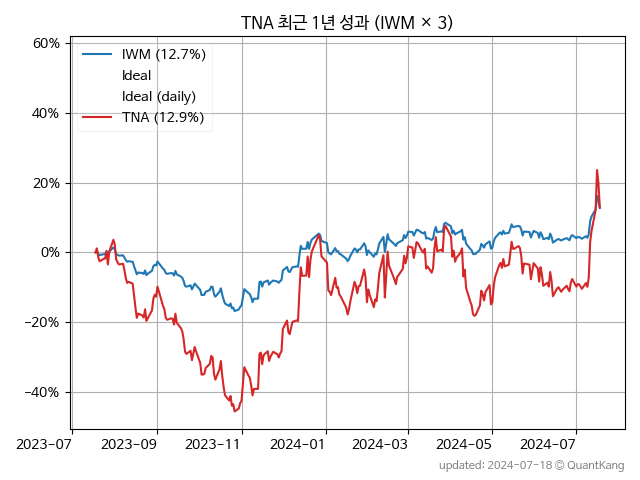 TNA 최근 1년 성과 (IWM × 3)
60%
40%
20%
0%
−20%
−40%
IWM (12.7%)
Ideal
Ideal (daily)
TNA (12.9%)
2023-07 2023-09 2023-11 2024-01 2024-03 2024-05 2024-07
updated: 2024-07-18 © QuantKang